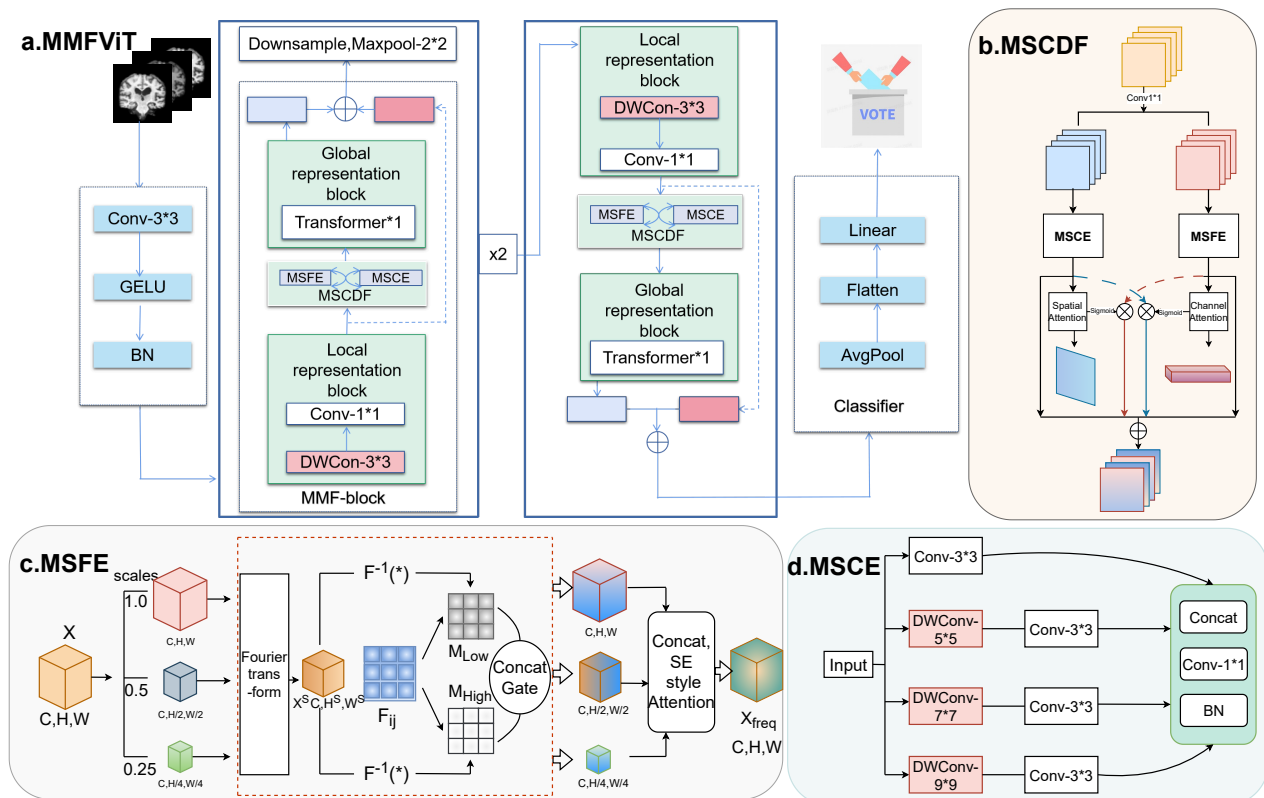 a.MMFViT
Conv-3*3
GELU
BN
Downsample,Maxpool-2*2
Global
representation
block
Transformer*1
MSFE
MSCE
MSCDF
Local
representation
block
Conv-1*1
DWCon-3*3
MMF-block
x2
Local
representation
block
DWCon-3*3
Conv-1*1
MSFE
MSCE
MSCDF
Global
representation
block
Transformer*1
VOTE
Linear
Flatten
AvgPool
Classifier
b.MSCDF
Conv1*1
MSCE
MSFE
Spatial
Attention
Sigmoid
Sigmoid
Channel
Attention
c.MSFE
scales
1.0
0.5
0.25
X
C,H,W
C,H,W
C,H/2,W/2
C,H/4,W/4
Fourier
trans
-form
F⁻¹(*)
XˢC,Hˢ,Wˢ
F⁻¹(*)
F_ij
M_Low
M_High
Concat
Gate
C,H,W
C,H/2,W/2
C,H/4,W/4
Concat,
SE
style
Attention
X_freq
C,H,W
d.MSCE
Input
Conv-3*3
DWConv-
5*5
Conv-3*3
DWConv-
7*7
Conv-3*3
DWConv-
9*9
Conv-3*3
Concat
Conv-1*1
BN